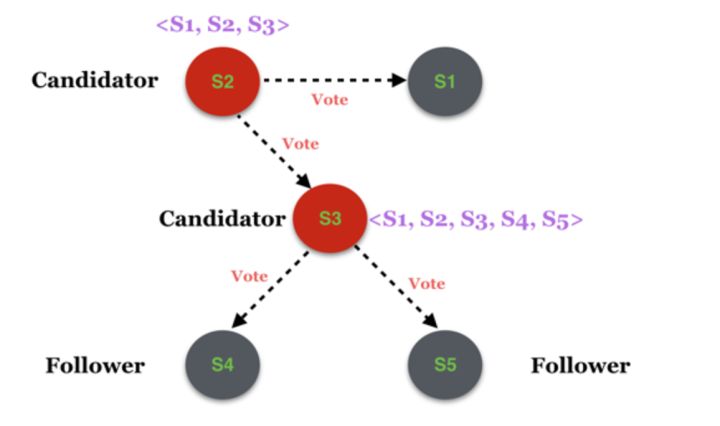 <S1, S2, S3>
Candidator
S2
S1
Vote
Vote
Candidator
S3
<S1, S2, S3, S4, S5>
Vote
Vote
Follower
S4
S5
Follower